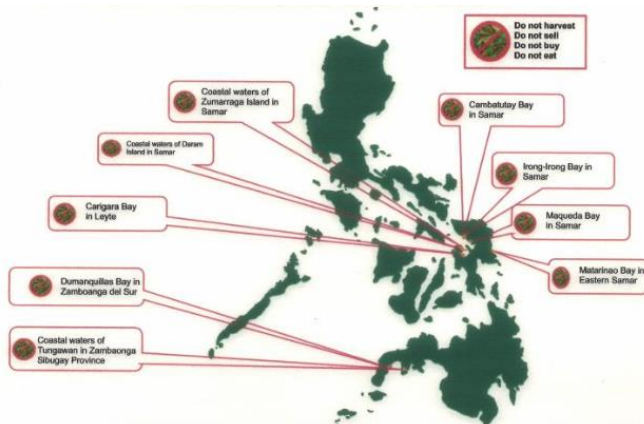 Do not harvest
Do not sell
Do not buy
Do not eat
Coastal waters of
Zumarraga Island in
Samar
Cambatutay Bay
in Samar
Coastal waters of Daram
Island in Samar
Irong-Irong Bay in
Samar
Carigara Bay
in Leyte
Maqueda Bay
in Samar
Matarinao Bay in
Eastern Samar
Dumanquillas Bay in
Zamboanga del Sur
Coastal waters of
Tungawan in Zambaonga
Sibugay Province